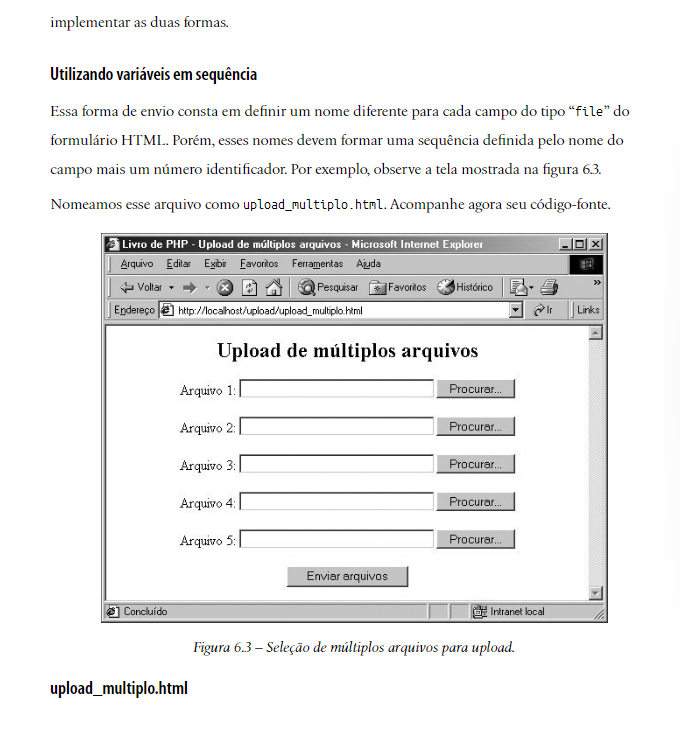 implementar as duas formas.
Utilizando variáveis em sequência
Essa forma de envio consta em definir um nome diferente para cada campo do tipo “file” do
formulário HTML. Porém, esses nomes devem formar uma sequência definida pelo nome do
campo mais um número identificador. Por exemplo, observe a tela mostrada na figura 6.3.
Nomeamos esse arquivo como upload_multiplo.html. Acompanhe agora seu código-fonte.
Livro de PHP - Upload de múltiplos arquivos - Microsoft Internet Explorer
Arquivo Editar Exibir Favoritos Ferramentas Ajuda
Voltar Pesquisar Favoritos Histórico »
Endereço http://localhost/upload/upload_multiplo.html Ir Links
Upload de múltiplos arquivos
Arquivo 1: Procurar...
Arquivo 2: Procurar...
Arquivo 3: Procurar...
Arquivo 4: Procurar...
Arquivo 5: Procurar...
Enviar arquivos
Concluído Intranet local
Figura 6.3 – Seleção de múltiplos arquivos para upload.
upload_multiplo.html